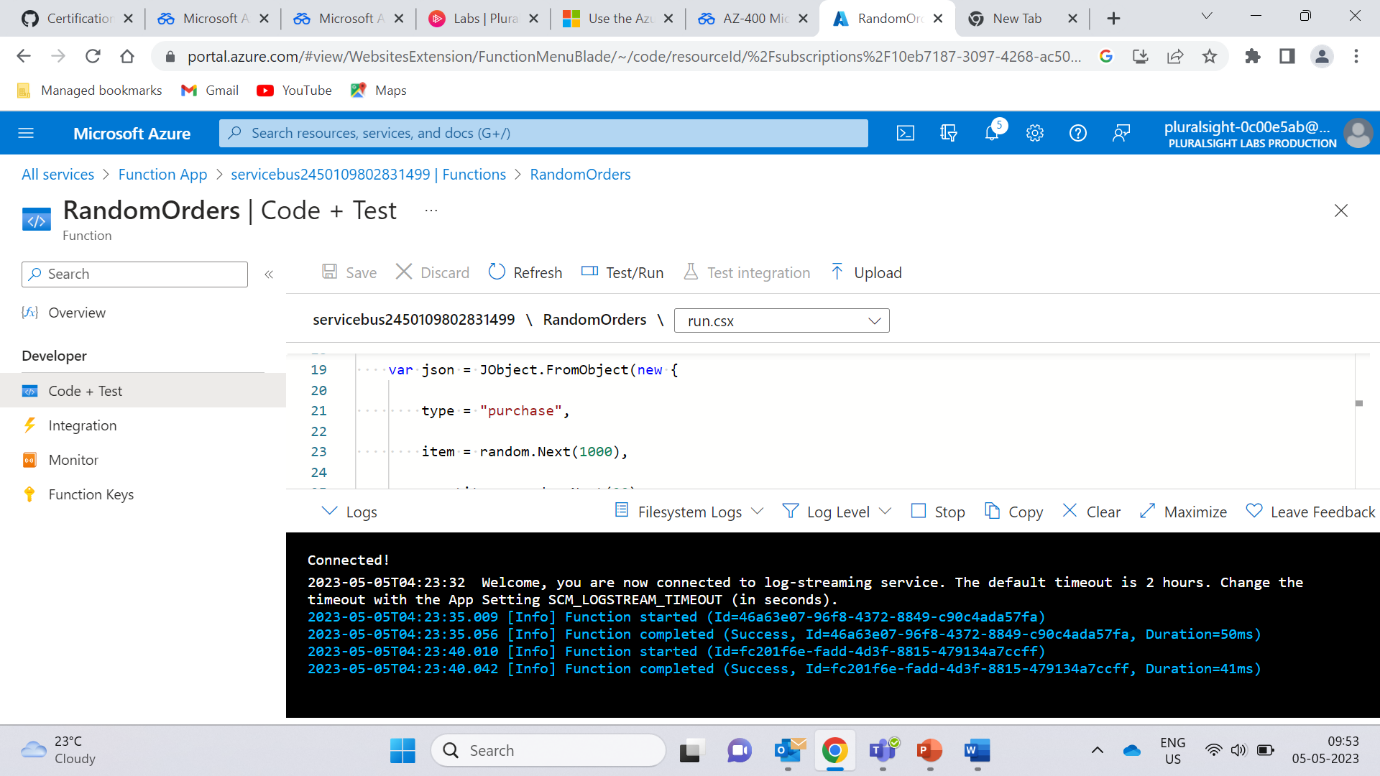 Certification
Microsoft A
Microsoft A
Labs | Plura
Use the Az
AZ-400 Mic
RandomOr
New Tab
portal.azure.com/#view/WebsitesExtension/FunctionMenuBlade/~/code/resourceId/%2Fsubscriptions%2F10eb7187-3097-4268-ac50...
Managed bookmarks
Gmail
YouTube
Maps
Microsoft Azure
Search resources, services, and docs (G+/)
5
pluralsight-0c00e5ab@...
PLURALSIGHT LABS PRODUCTION
All services > Function App > servicebus2450109802831499 | Functions > RandomOrders
RandomOrders | Code + Test ...
Function
Search
«
Save
Discard
Refresh
Test/Run
Test integration
Upload
Overview
Developer
Code + Test
Integration
Monitor
Function Keys
servicebus2450109802831499 \ RandomOrders \ run.csx
19 var json = JObject.FromObject(new {
20
21 type = "purchase",
22
23 item = random.Next(1000),
24
Logs
Filesystem Logs
Log Level
Stop
Copy
Clear
Maximize
Leave Feedback
Connected!
2023-05-05T04:23:32 Welcome, you are now connected to log-streaming service. The default timeout is 2 hours. Change the
timeout with the App Setting SCM_LOGSTREAM_TIMEOUT (in seconds).
2023-05-05T04:23:35.009 [Info] Function started (Id=46a63e07-96f8-4372-8849-c90c4ada57fa)
2023-05-05T04:23:35.056 [Info] Function completed (Success, Id=46a63e07-96f8-4372-8849-c90c4ada57fa, Duration=50ms)
2023-05-05T04:23:40.010 [Info] Function started (Id=fc201f6e-fadd-4d3f-8815-479134a7ccff)
2023-05-05T04:23:40.042 [Info] Function completed (Success, Id=fc201f6e-fadd-4d3f-8815-479134a7ccff, Duration=41ms)
23°C
Cloudy
Search
ENG
US
09:53
05-05-2023